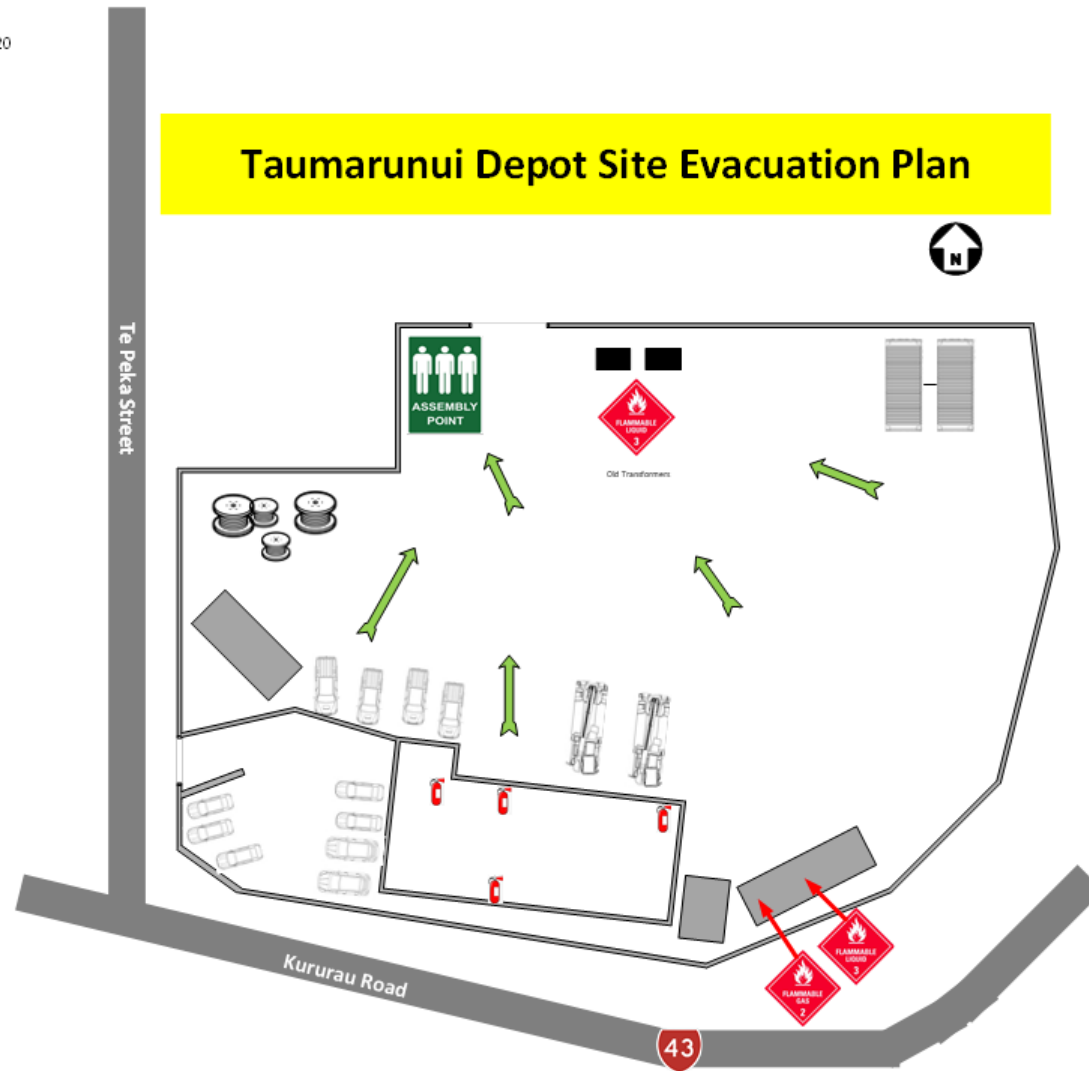 20
Taumarunui Depot Site Evacuation Plan
N
Te Peka Street
ASSEMBLY
POINT
FLAMMABLE
LIQUID
3
Old Transformers
FLAMMABLE
LIQUID
3
FLAMMABLE
GAS
2
Kururau Road
43